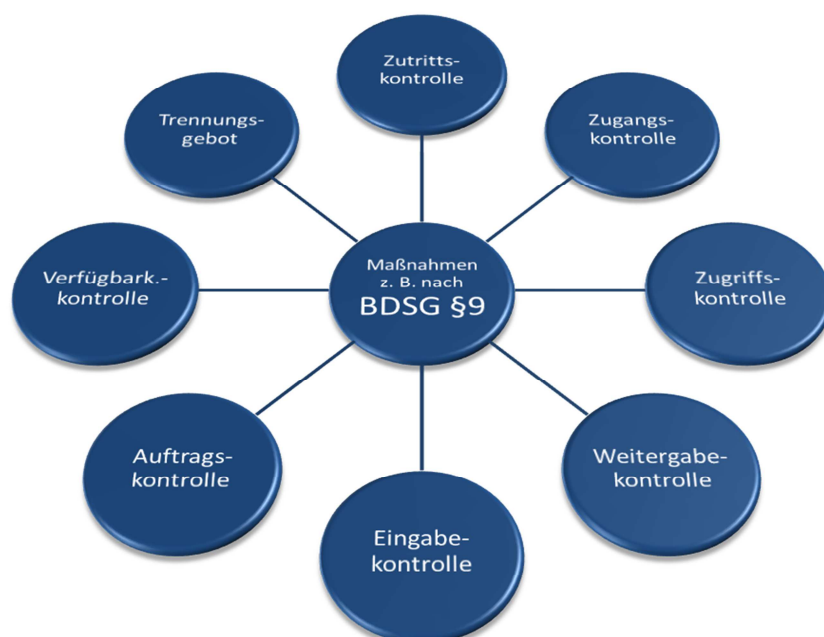 Zutritts-
kontrolle
Zugangs-
kontrolle
Zugriffs-
kontrolle
Weitergabe-
kontrolle
Eingabe-
kontrolle
Auftrags-
kontrolle
Verfügbark.-
kontrolle
Trennungs-
gebot
Maßnahmen
z. B. nach
BDSG §9